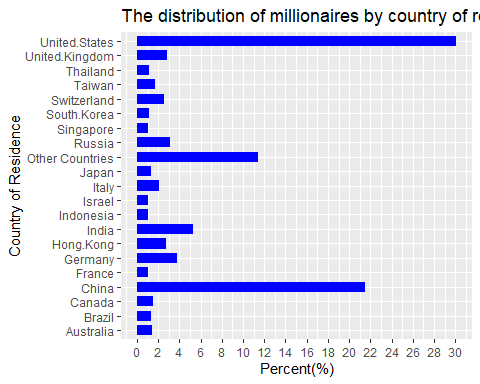 The distribution of millionaires by country of
Country of Residence
United.States
United.Kingdom
Thailand
Taiwan
Switzerland
South.Korea
Singapore
Russia
Other Countries
Japan
Italy
Israel
Indonesia
India
Hong.Kong
Germany
France
China
Canada
Brazil
Australia
0 2 4 6 8 10 12 14 16 18 20 22 24 26 28 30
Percent(%)